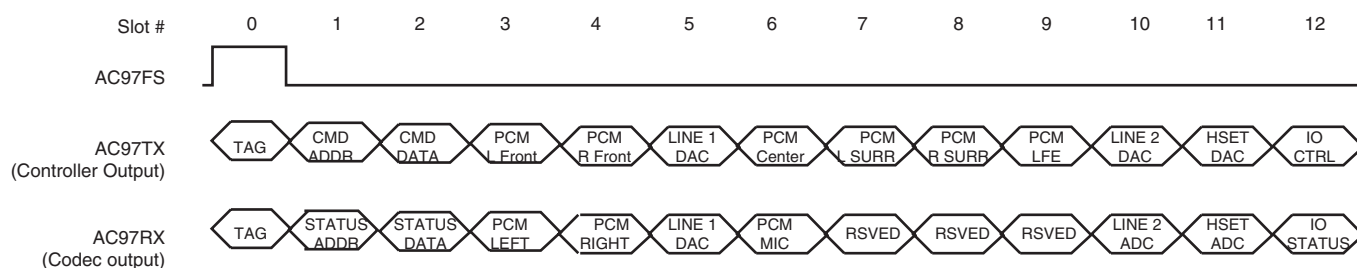 Slot # 0 1 2 3 4 5 6 7 8 9 10 11 12
AC97FS
AC97TX
(Controller Output)
TAG
CMD
ADDR
CMD
DATA
PCM
L Front
PCM
R Front
LINE 1
DAC
PCM
Center
PCM
L SURR
PCM
R SURR
PCM
LFE
LINE 2
DAC
HSET
DAC
IO
CTRL
AC97RX
(Codec output)
TAG
STATUS
ADDR
STATUS
DATA
PCM
LEFT
PCM
RIGHT
LINE 1
DAC
PCM
MIC
RSVED
RSVED
RSVED
LINE 2
ADC
HSET
ADC
IO
STATUS